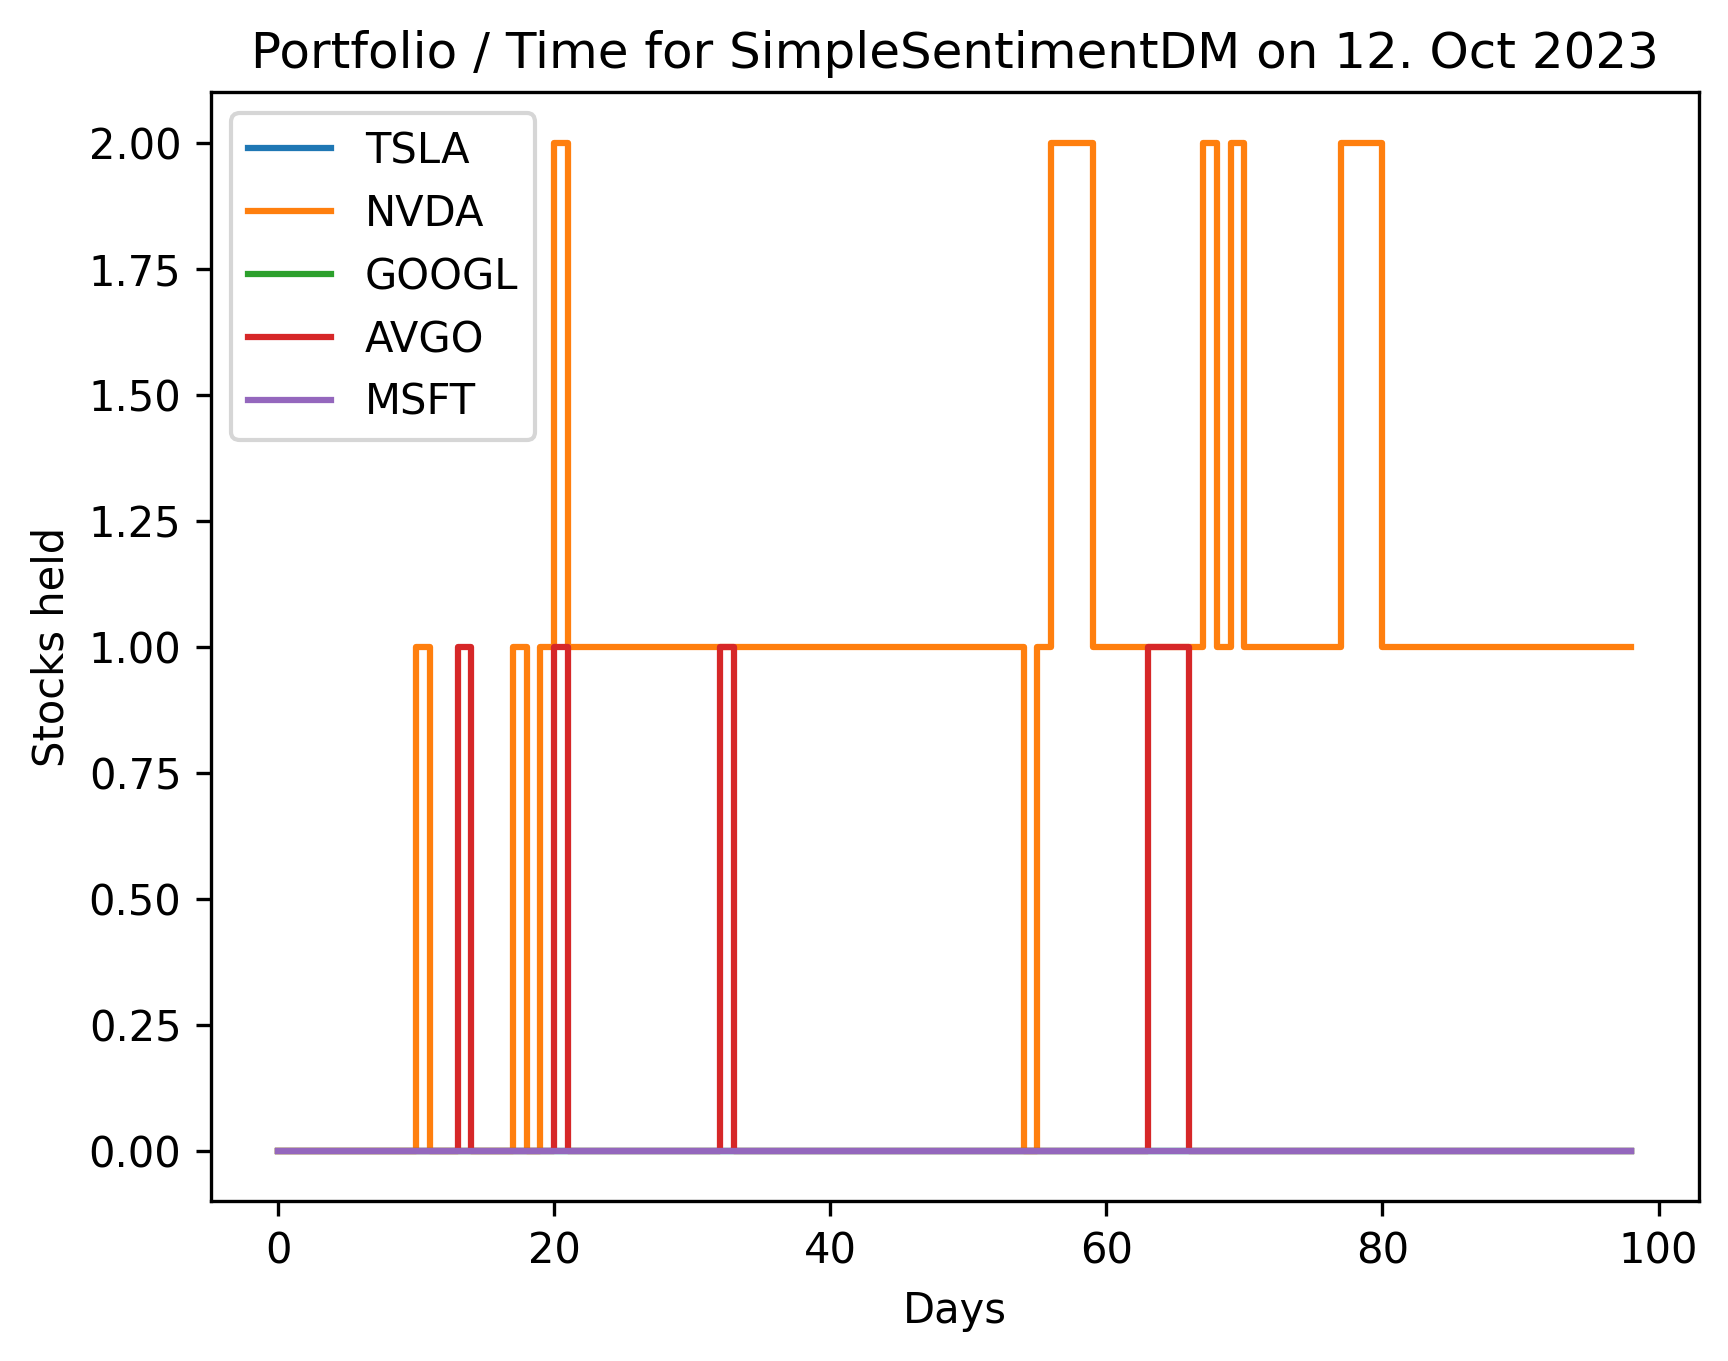 Portfolio / Time for SimpleSentimentDM on 12. Oct 2023
TSLA
NVDA
GOOGL
AVGO
MSFT
2.00
1.75
1.50
1.25
1.00
0.75
0.50
0.25
0.00
Stocks held
0 20 40 60 80 100
Days